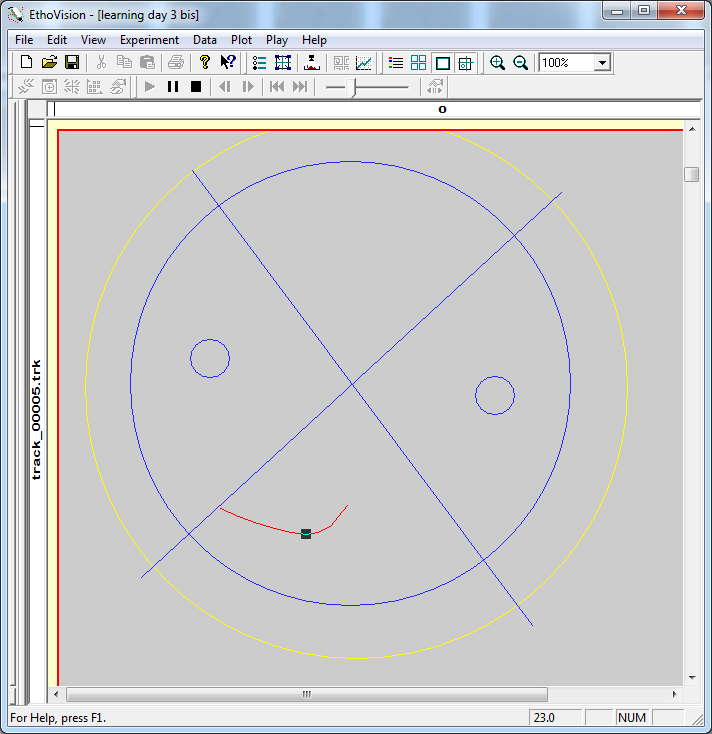 EthoVision - [learning day 3 bis]
File Edit View Experiment Data Plot Play Help
100%
0
track_00005.trk
For Help, press F1.
23.0
NUM